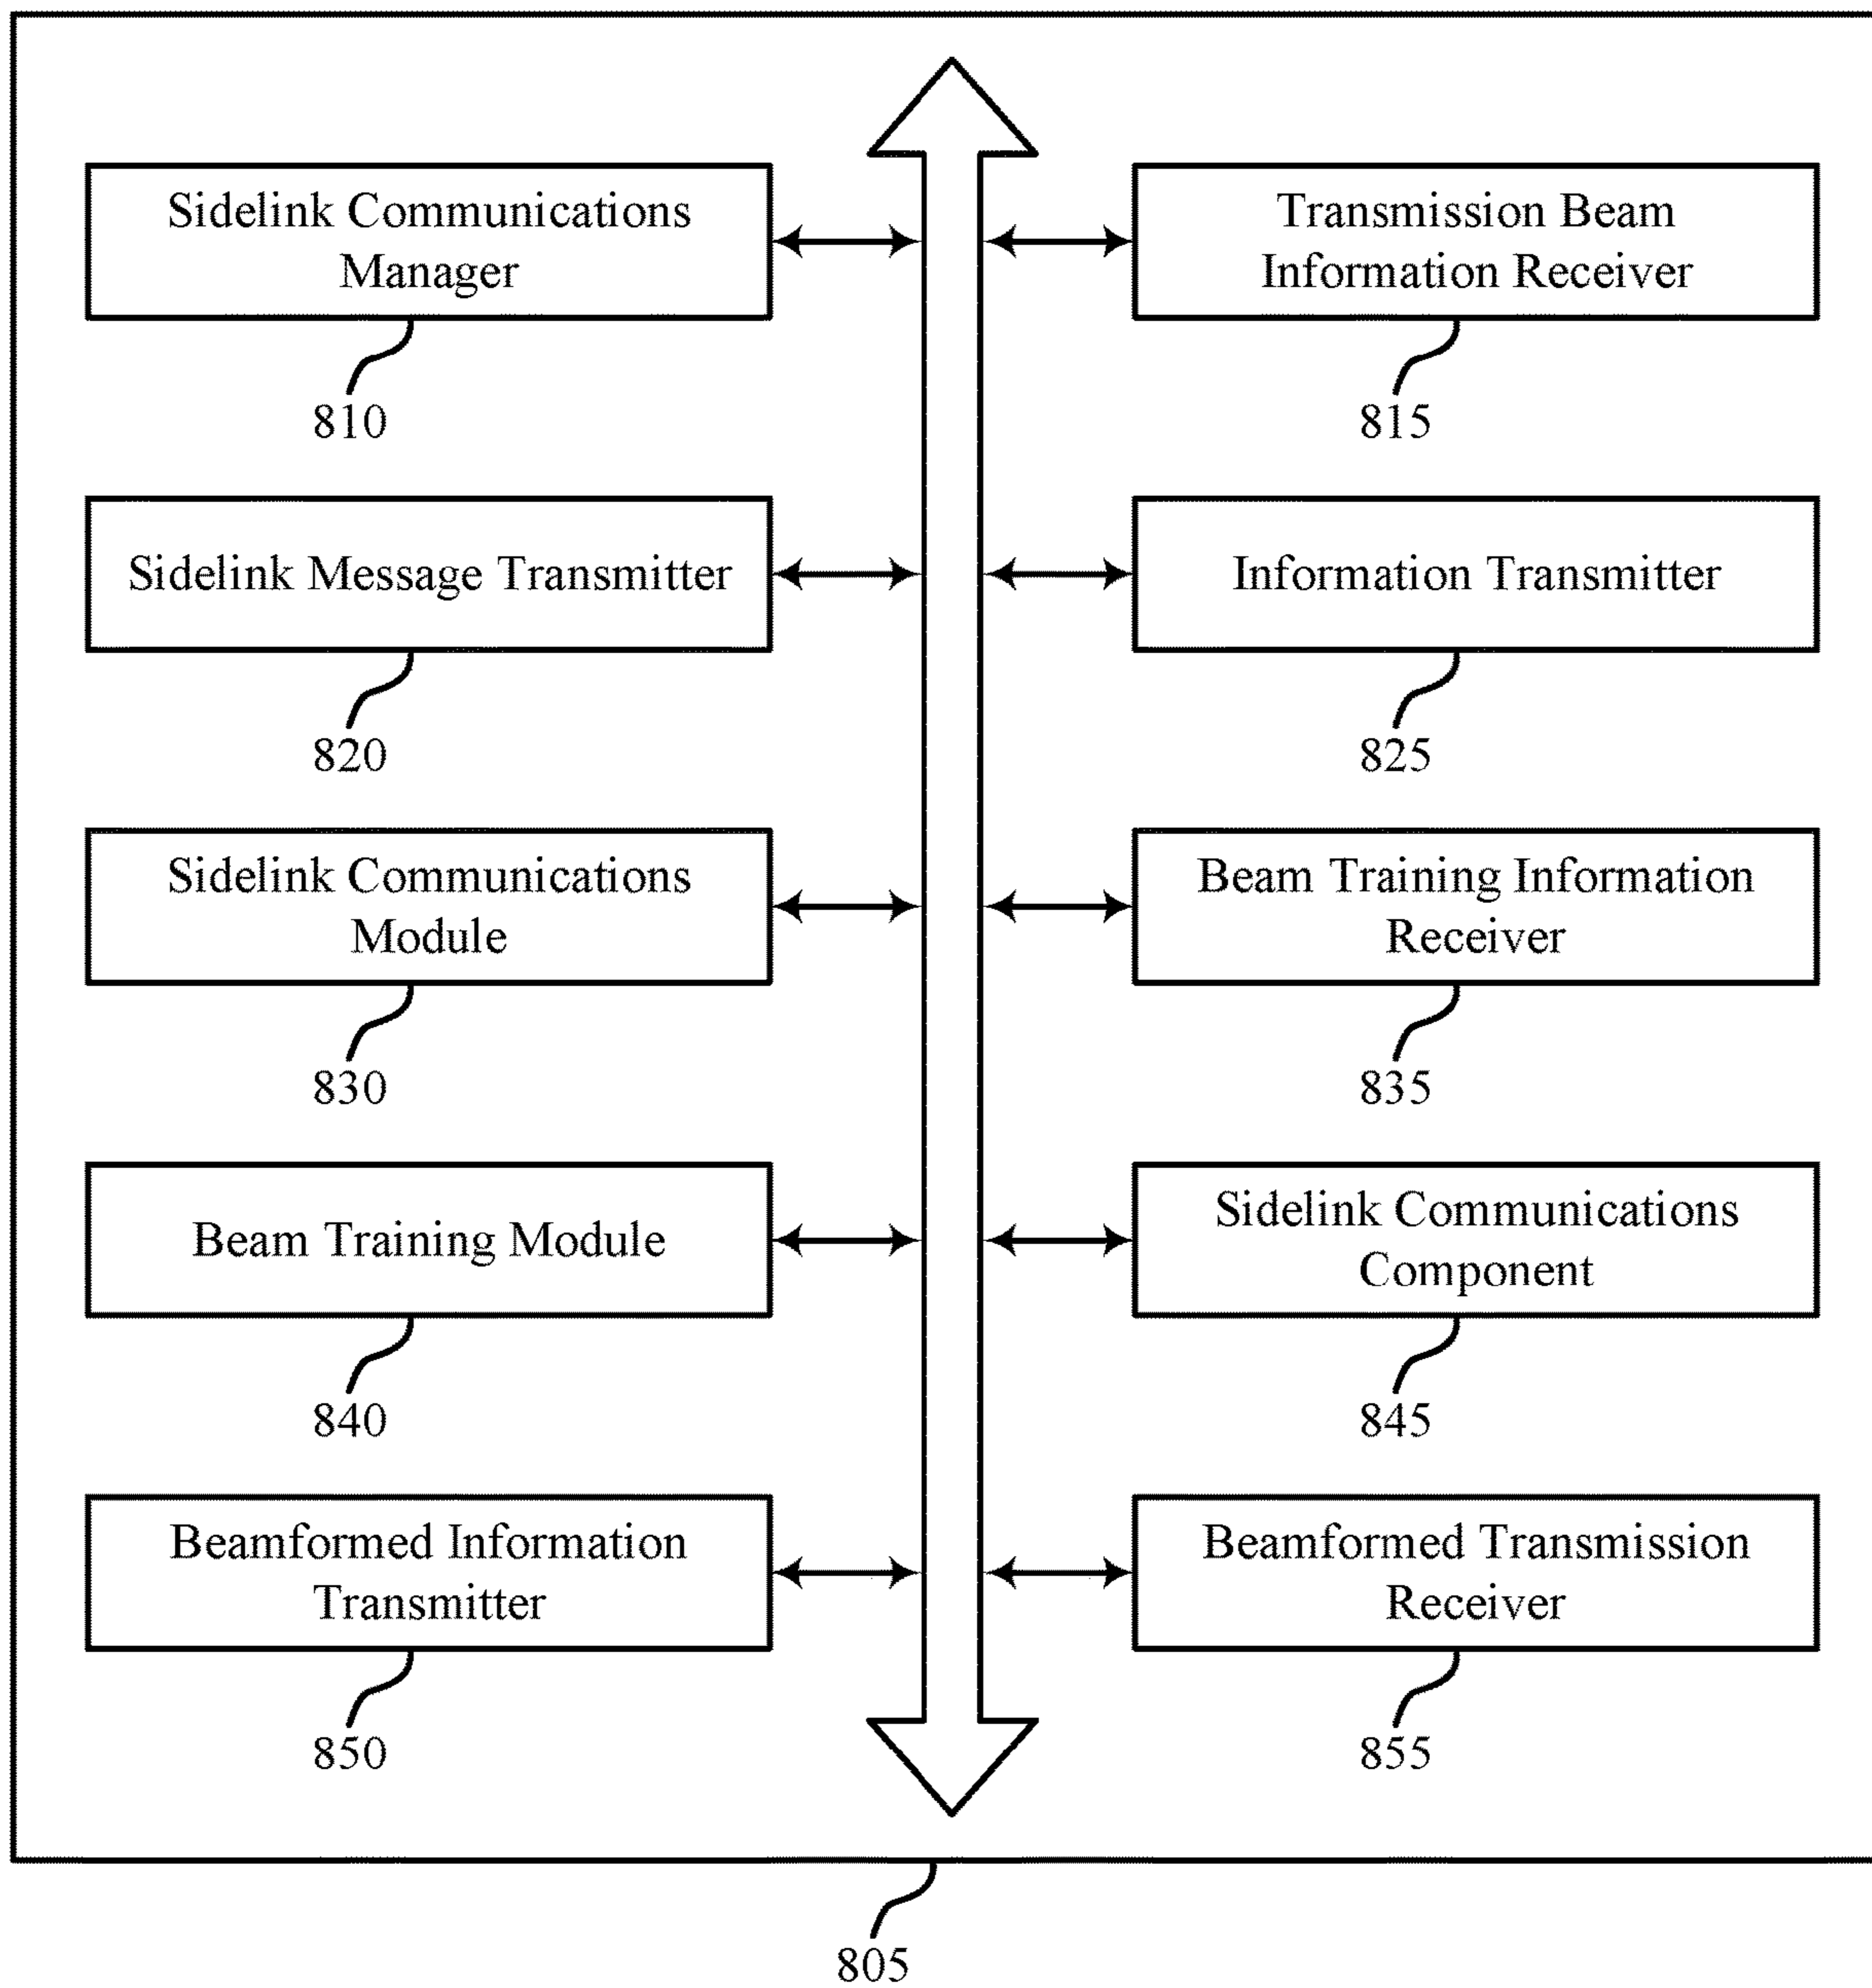 Sidelink Communications
Manager
810
Transmission Beam
Information Receiver
815
Sidelink Message Transmitter
820
Information Transmitter
825
Sidelink Communications
Module
830
Beam Training Information
Receiver
835
Beam Training Module
840
Sidelink Communications
Component
845
Beamformed Information
Transmitter
850
Beamformed Transmission
Receiver
855
805